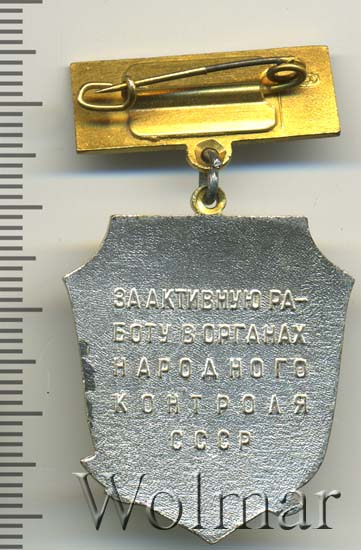 ЗА АКТИВНУЮ РА-
БОТУ В ОРГАНАХ
НАРОДНОГО
КОНТРОЛЯ
СССР
Wolmar